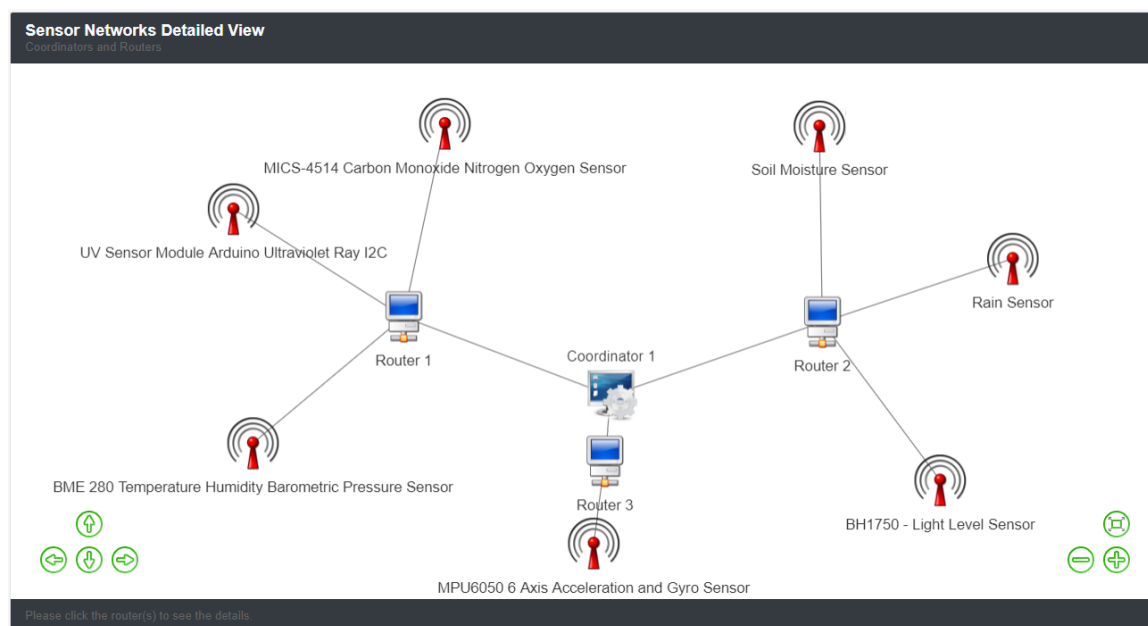 Sensor Networks Detailed View
Coordinators and Routers
MICS-4514 Carbon Monoxide Nitrogen Oxygen Sensor
Soil Moisture Sensor
UV Sensor Module Arduino Ultraviolet Ray I2C
Rain Sensor
Router 1
Coordinator 1
Router 2
BME 280 Temperature Humidity Barometric Pressure Sensor
Router 3
BH1750 - Light Level Sensor
MPU6050 6 Axis Acceleration and Gyro Sensor
Please click the router(s) to see the details.